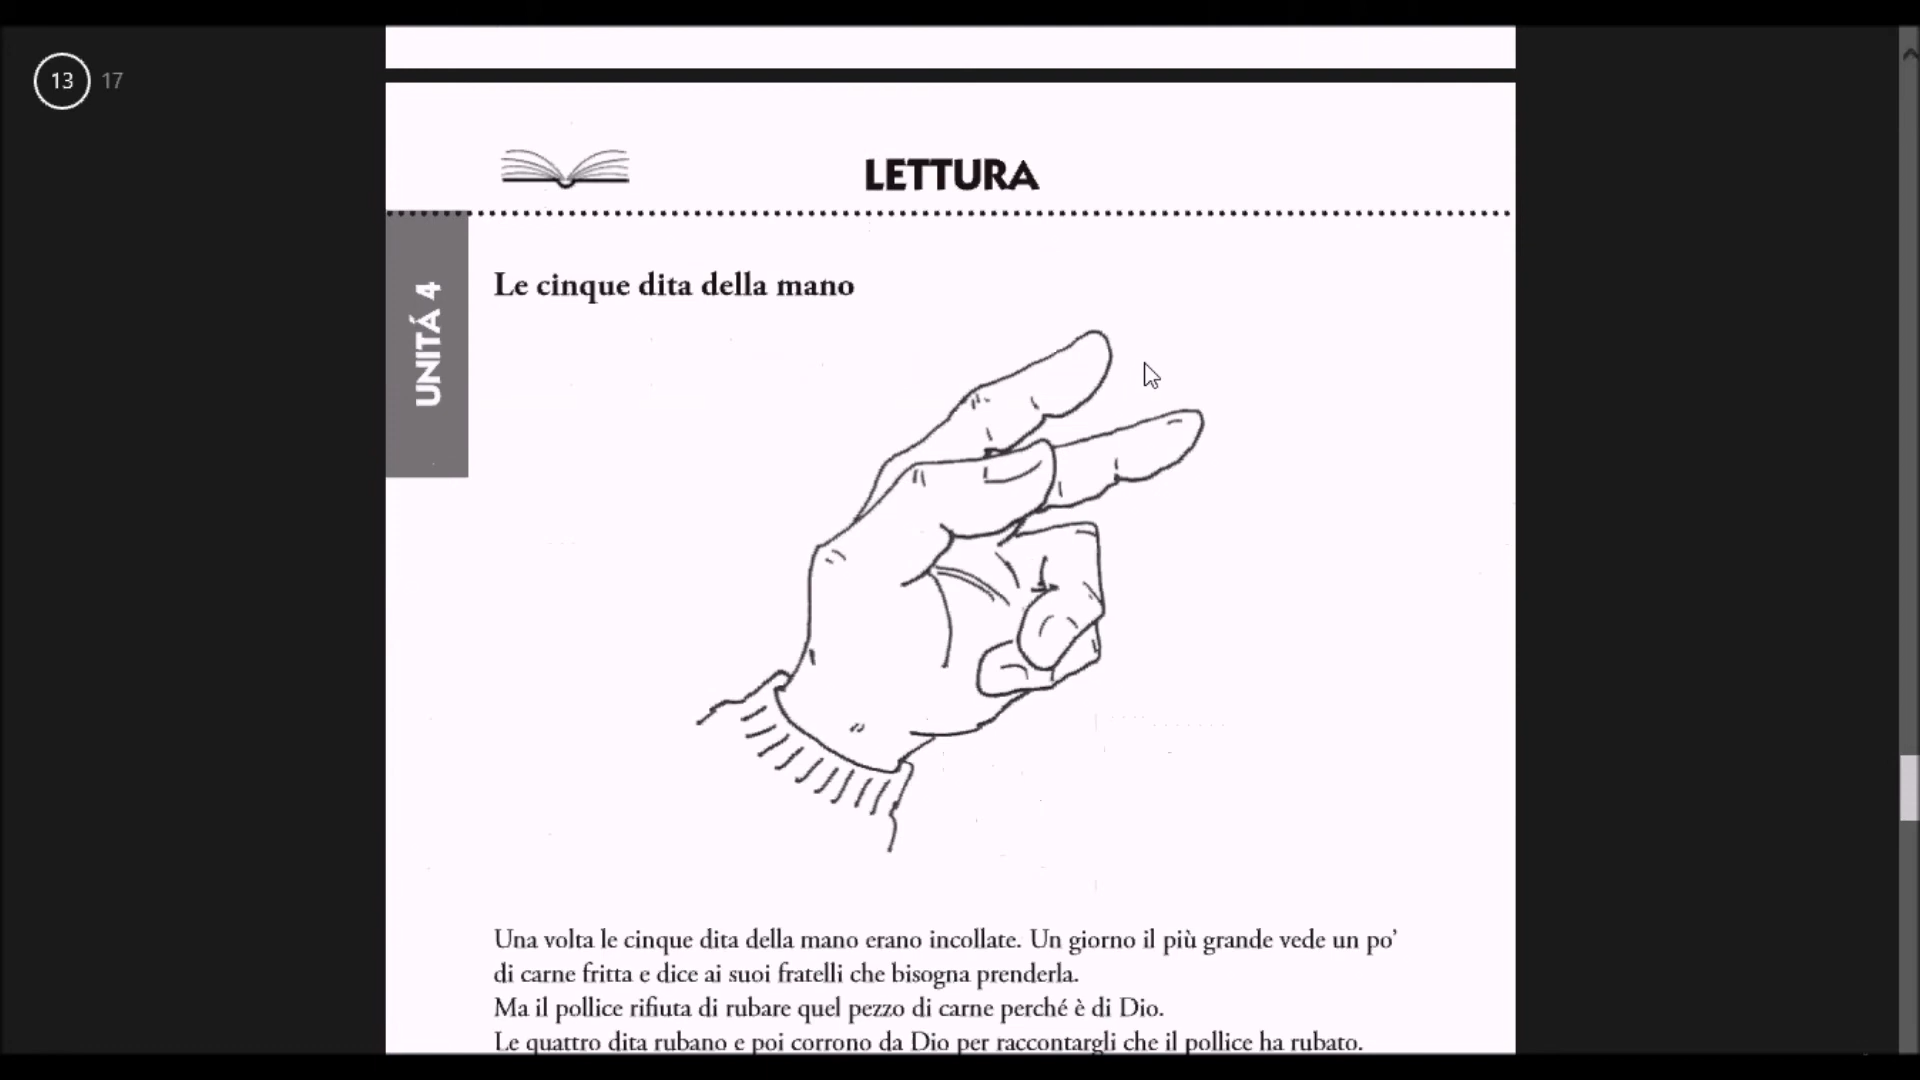 13 17
LETTURA
UNITÁ 4
Le cinque dita della mano
Una volta le cinque dita della mano erano incollate. Un giorno il più grande vede un po’
di carne fritta e dice ai suoi fratelli che bisogna prenderla.
Ma il pollice rifiuta di rubare quel pezzo di carne perché è di Dio.
Le quattro dita rubano e poi corrono da Dio per raccontargli che il pollice ha rubato.